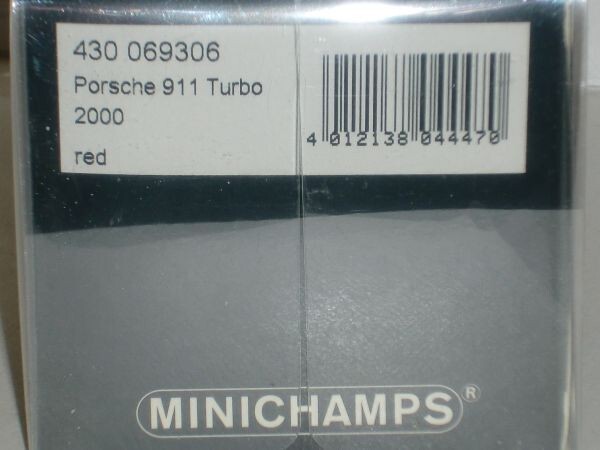 430 069306
Porsche 911 Turbo
2000
red
4 012138 044470
MINICHAMPS®